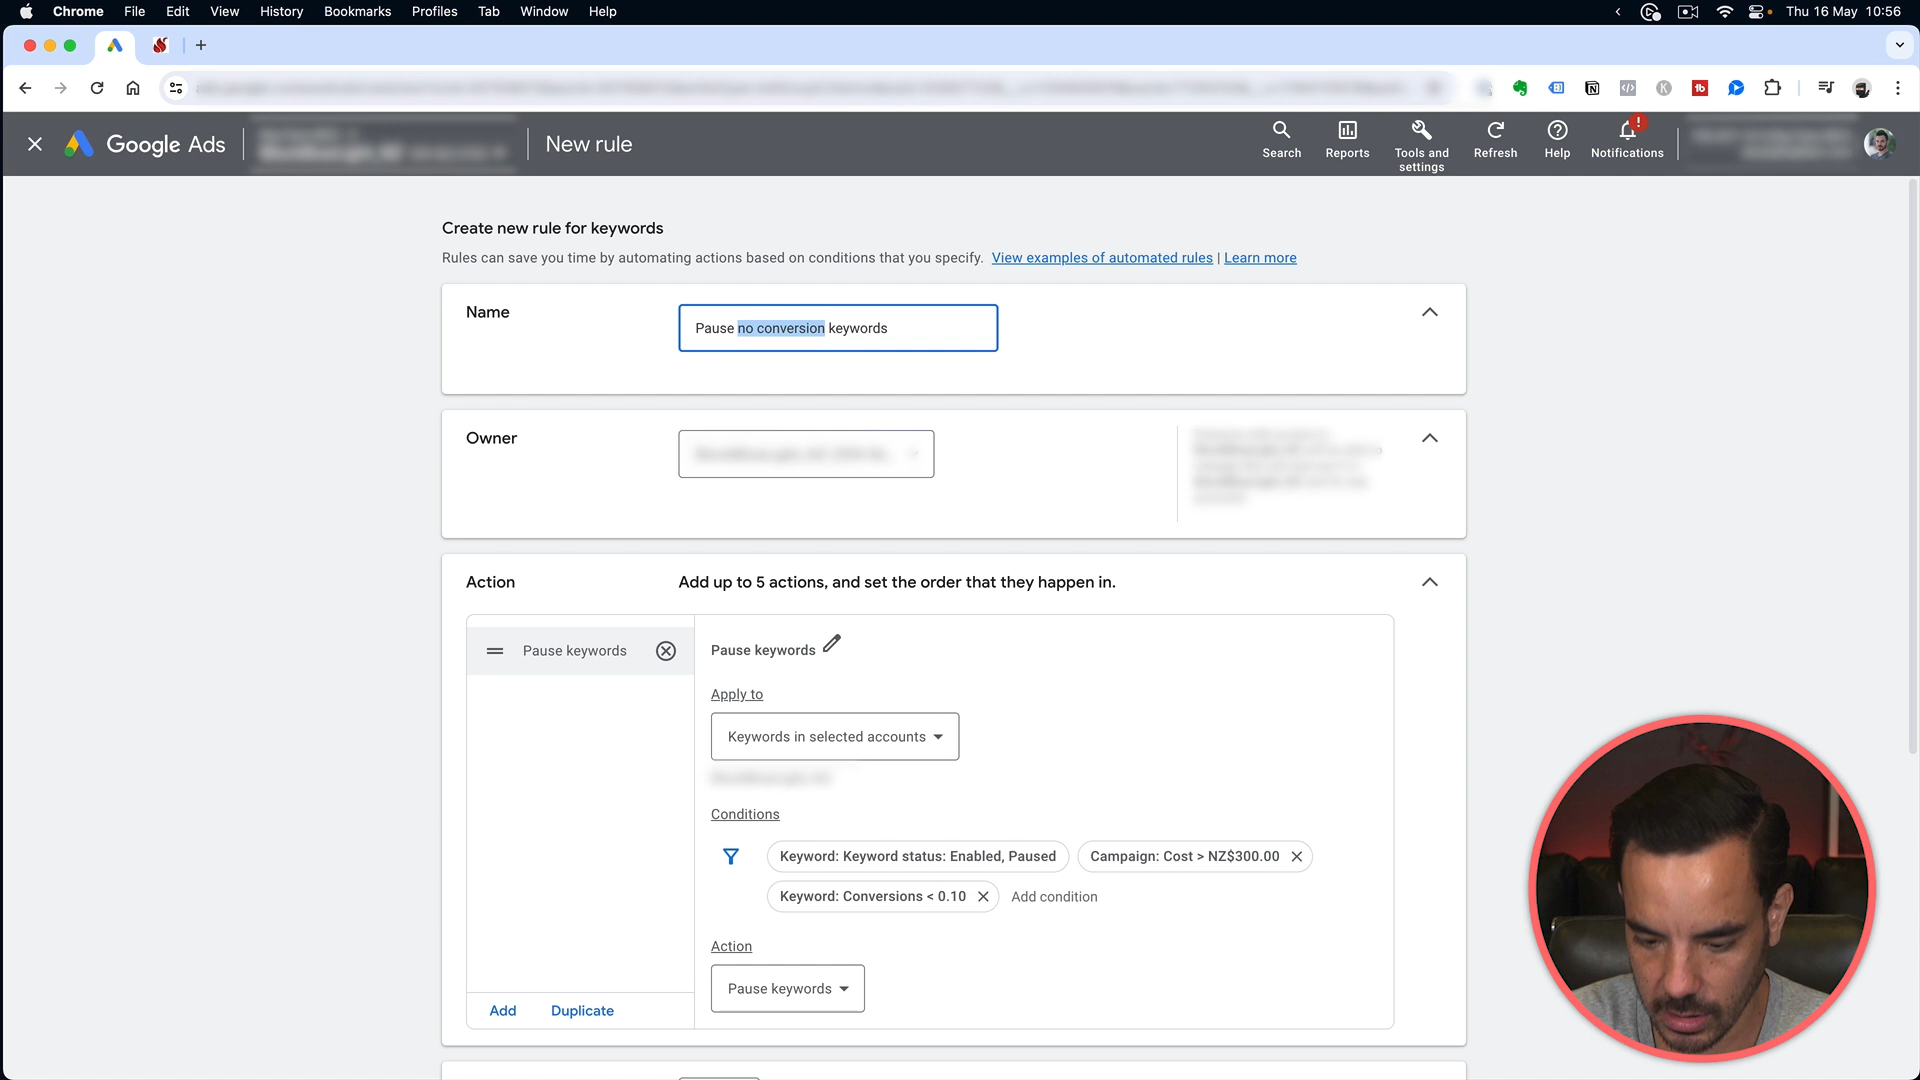 Chrome File Edit View History Bookmarks Profiles Tab Window Help Thu 16 May 10:56
Google Ads New rule Search Reports Tools and settings Refresh Help Notifications
Create new rule for keywords
Rules can save you time by automating actions based on conditions that you specify. View examples of automated rules | Learn more
Name
Pause no conversion keywords
Owner
Action Add up to 5 actions, and set the order that they happen in.
Pause keywords
Pause keywords
Apply to
Keywords in selected accounts
Conditions
Keyword: Keyword status: Enabled, Paused Campaign: Cost > NZ$300.00
Keyword: Conversions < 0.10 Add condition
Action
Pause keywords
Add Duplicate